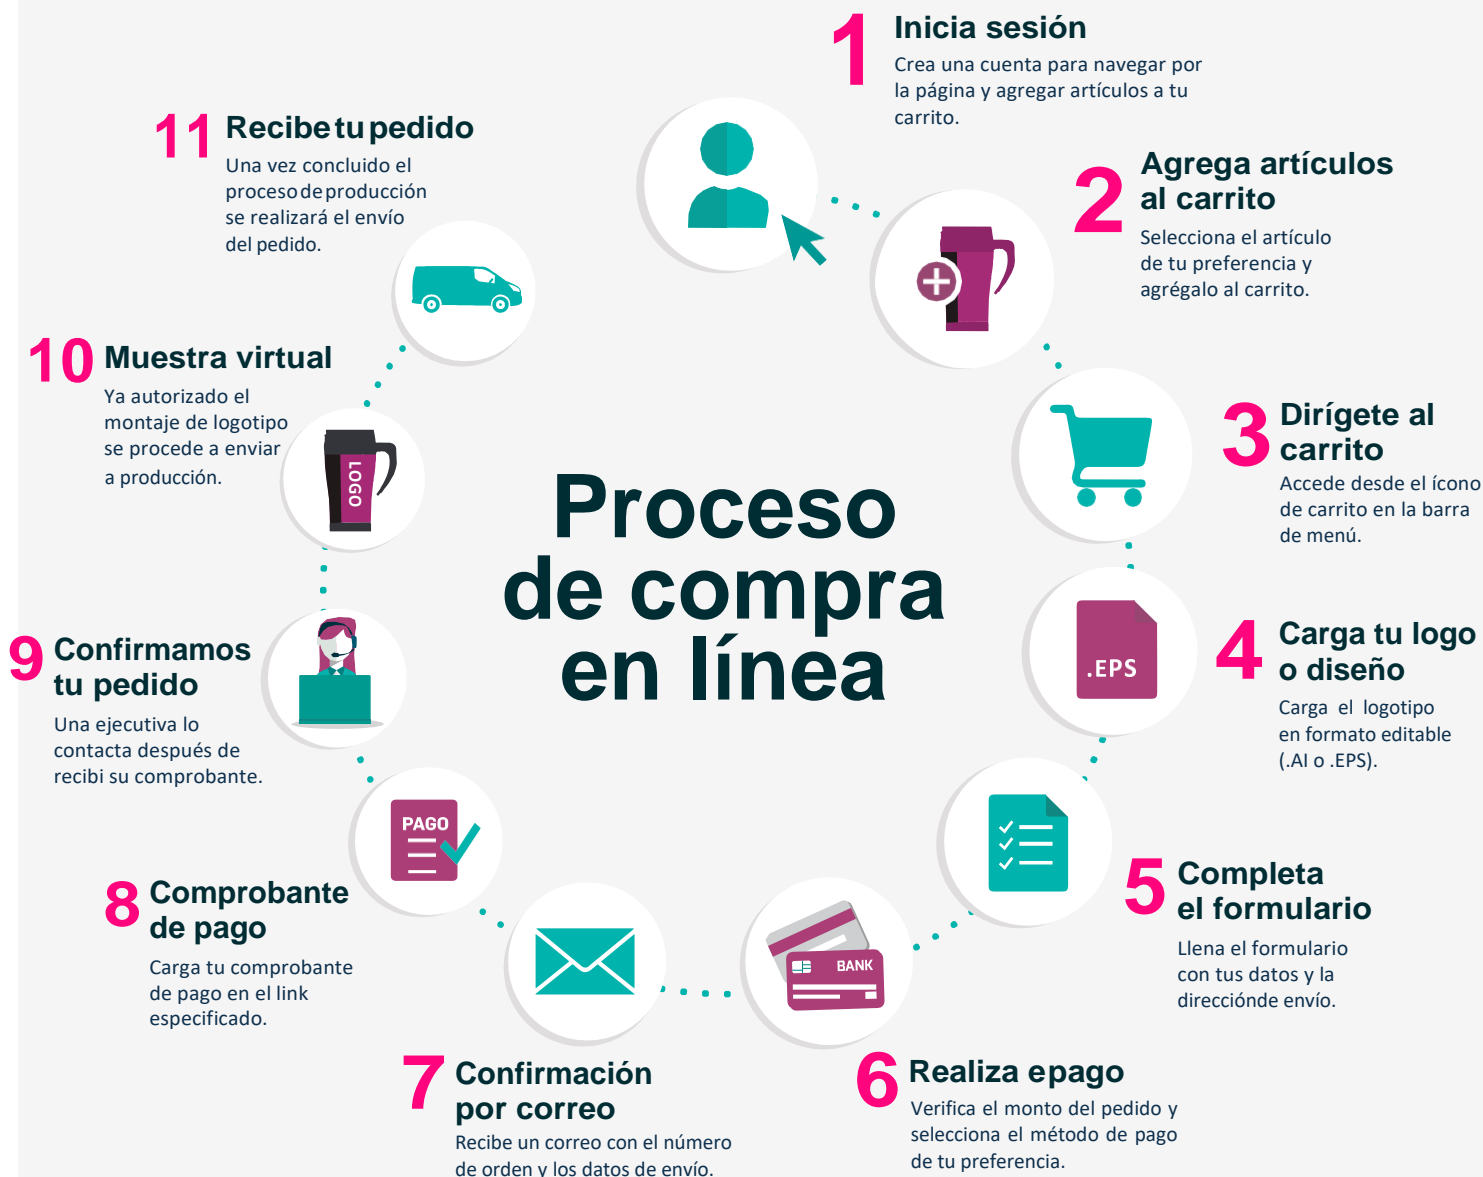 1
Inicia sesión
Crea una cuenta para navegar por
la página y agregar artículos a tu
carrito.
2
Agrega artículos
al carrito
Selecciona el artículo
de tu preferencia y
agrégalo al carrito.
3
Dirígete al
carrito
Accede desde el ícono
de carrito en la barra
de menú.
4
Carga tu logo
o diseño
Carga el logotipo
en formato editable
(.AI o .EPS).
.EPS
5
Completa
el formulario
Llena el formulario
con tus datos y la
direcciónde envío.
6
Realiza epago
Verifica el monto del pedido y
selecciona el método de pago
de tu preferencia.
BANK
7
Confirmación
por correo
Recibe un correo con el número
de orden y los datos de envío.
8
Comprobante
de pago
Carga tu comprobante
de pago en el link
especificado.
PAGO
9
Confirmamos
tu pedido
Una ejecutiva lo
contacta después de
recibi su comprobante.
10
Muestra virtual
Ya autorizado el
montaje de logotipo
se procede a enviar
a producción.
LOGO
11
Recibe tu pedido
Una vez concluido el
proceso de producción
se realizará el envío
del pedido.
Proceso
de compra
en línea